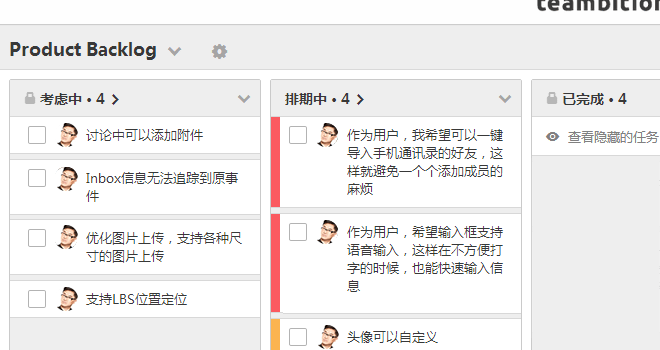 teambition
Product Backlog
考虑中 • 4
讨论中可以添加附件
Inbox信息无法追踪到原事
件
优化图片上传，支持各种尺
寸的图片上传
支持LBS位置定位
排期中 • 4
作为用户，我希望可以一键
导入手机通讯录的好友，这
样就避免一个个添加成员的
麻烦
作为用户，希望输入框支持
语音输入，这样在不方便打
字的时候，也能快速输入信
息
头像可以自定义
已完成 • 4
查看隐藏的任务